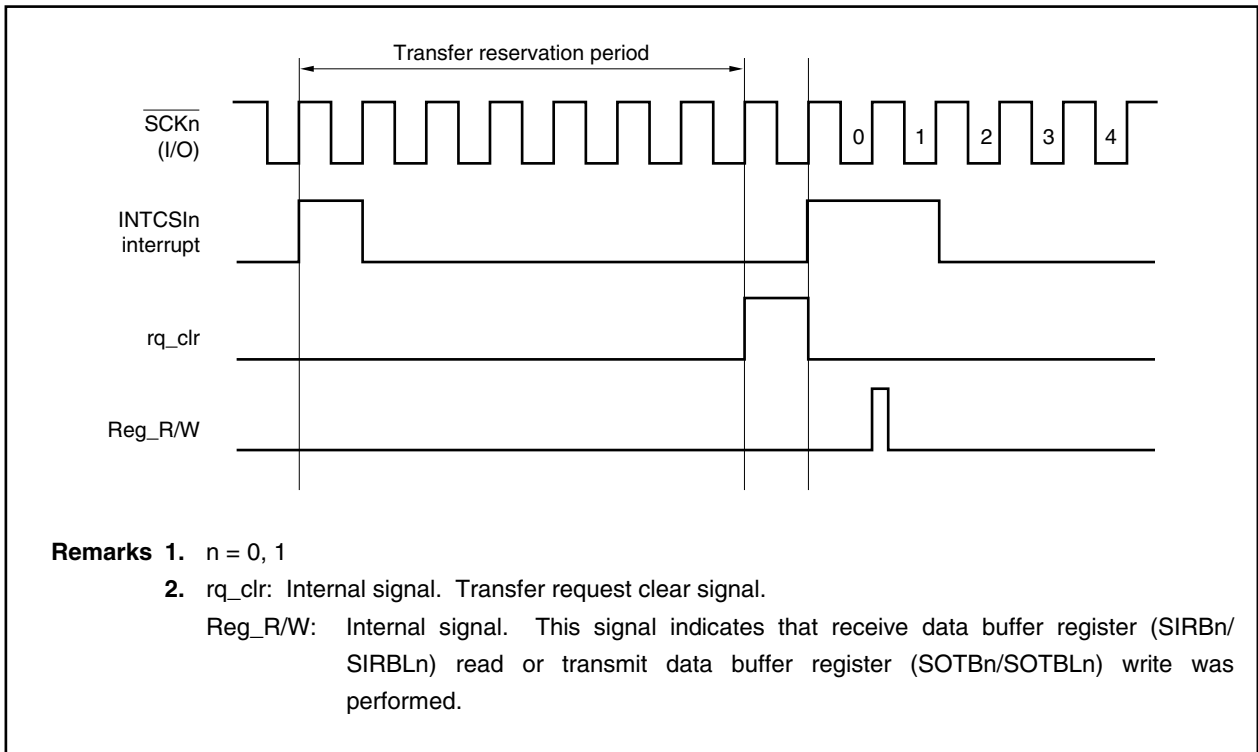 Transfer reservation period
SCKn
(I/O)
0 1 2 3 4
INTCSIn
interrupt
rq_clr
Reg_R/W
Remarks 1. n = 0, 1
2. rq_clr: Internal signal. Transfer request clear signal.
Reg_R/W: Internal signal. This signal indicates that receive data buffer register (SIRBn/
SIRBLn) read or transmit data buffer register (SOTBn/SOTBLn) write was
performed.